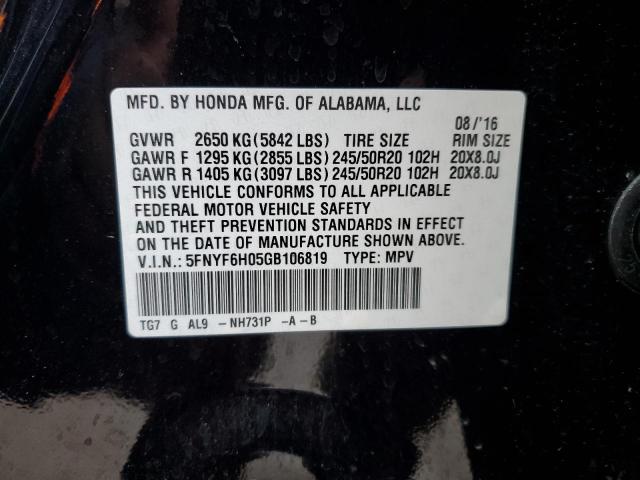 MFD. BY HONDA MFG. OF ALABAMA, LLC
08/'16
GVWR 2650 KG(5842 LBS) TIRE SIZE RIM SIZE
GAWR F 1295 KG(2855 LBS) 245/50R20 102H 20X8.0J
GAWR R 1405 KG(3097 LBS) 245/50R20 102H 20X8.0J
THIS VEHICLE CONFORMS TO ALL APPLICABLE
FEDERAL MOTOR VEHICLE SAFETY
AND THEFT PREVENTION STANDARDS IN EFFECT
ON THE DATE OF MANUFACTURE SHOWN ABOVE.
V.I.N.: 5FNYF6H05GB106819 TYPE: MPV
TG7 G AL9 - NH731P -A-B